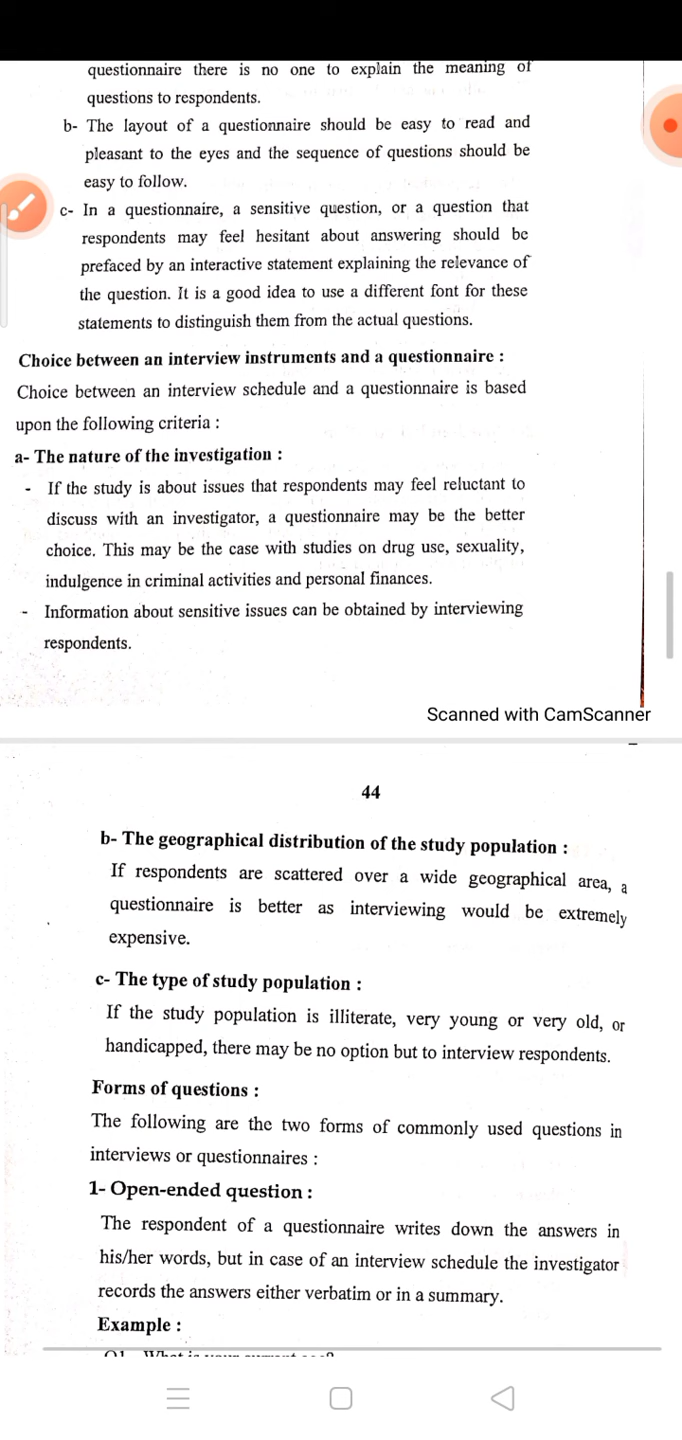 questionnaire there is no one to explain the meaning of
questions to respondents.
b- The layout of a questionnaire should be easy to read and
pleasant to the eyes and the sequence of questions should be
easy to follow.
c- In a questionnaire, a sensitive question, or a question that
respondents may feel hesitant about answering should be
prefaced by an interactive statement explaining the relevance of
the question. It is a good idea to use a different font for these
statements to distinguish them from the actual questions.
Choice between an interview instruments and a questionnaire :
Choice between an interview schedule and a questionnaire is based
upon the following criteria :
a- The nature of the investigation :
- If the study is about issues that respondents may feel reluctant to
discuss with an investigator, a questionnaire may be the better
choice. This may be the case with studies on drug use, sexuality,
indulgence in criminal activities and personal finances.
- Information about sensitive issues can be obtained by interviewing
respondents.
Scanned with CamScanner
44
b- The geographical distribution of the study population :
If respondents are scattered over a wide geographical area, a
questionnaire is better as interviewing would be extremely
expensive.
c- The type of study population :
If the study population is illiterate, very young or very old, or
handicapped, there may be no option but to interview respondents.
Forms of questions :
The following are the two forms of commonly used questions in
interviews or questionnaires :
1- Open-ended question :
The respondent of a questionnaire writes down the answers in
his/her words, but in case of an interview schedule the investigator
records the answers either verbatim or in a summary.
Example :